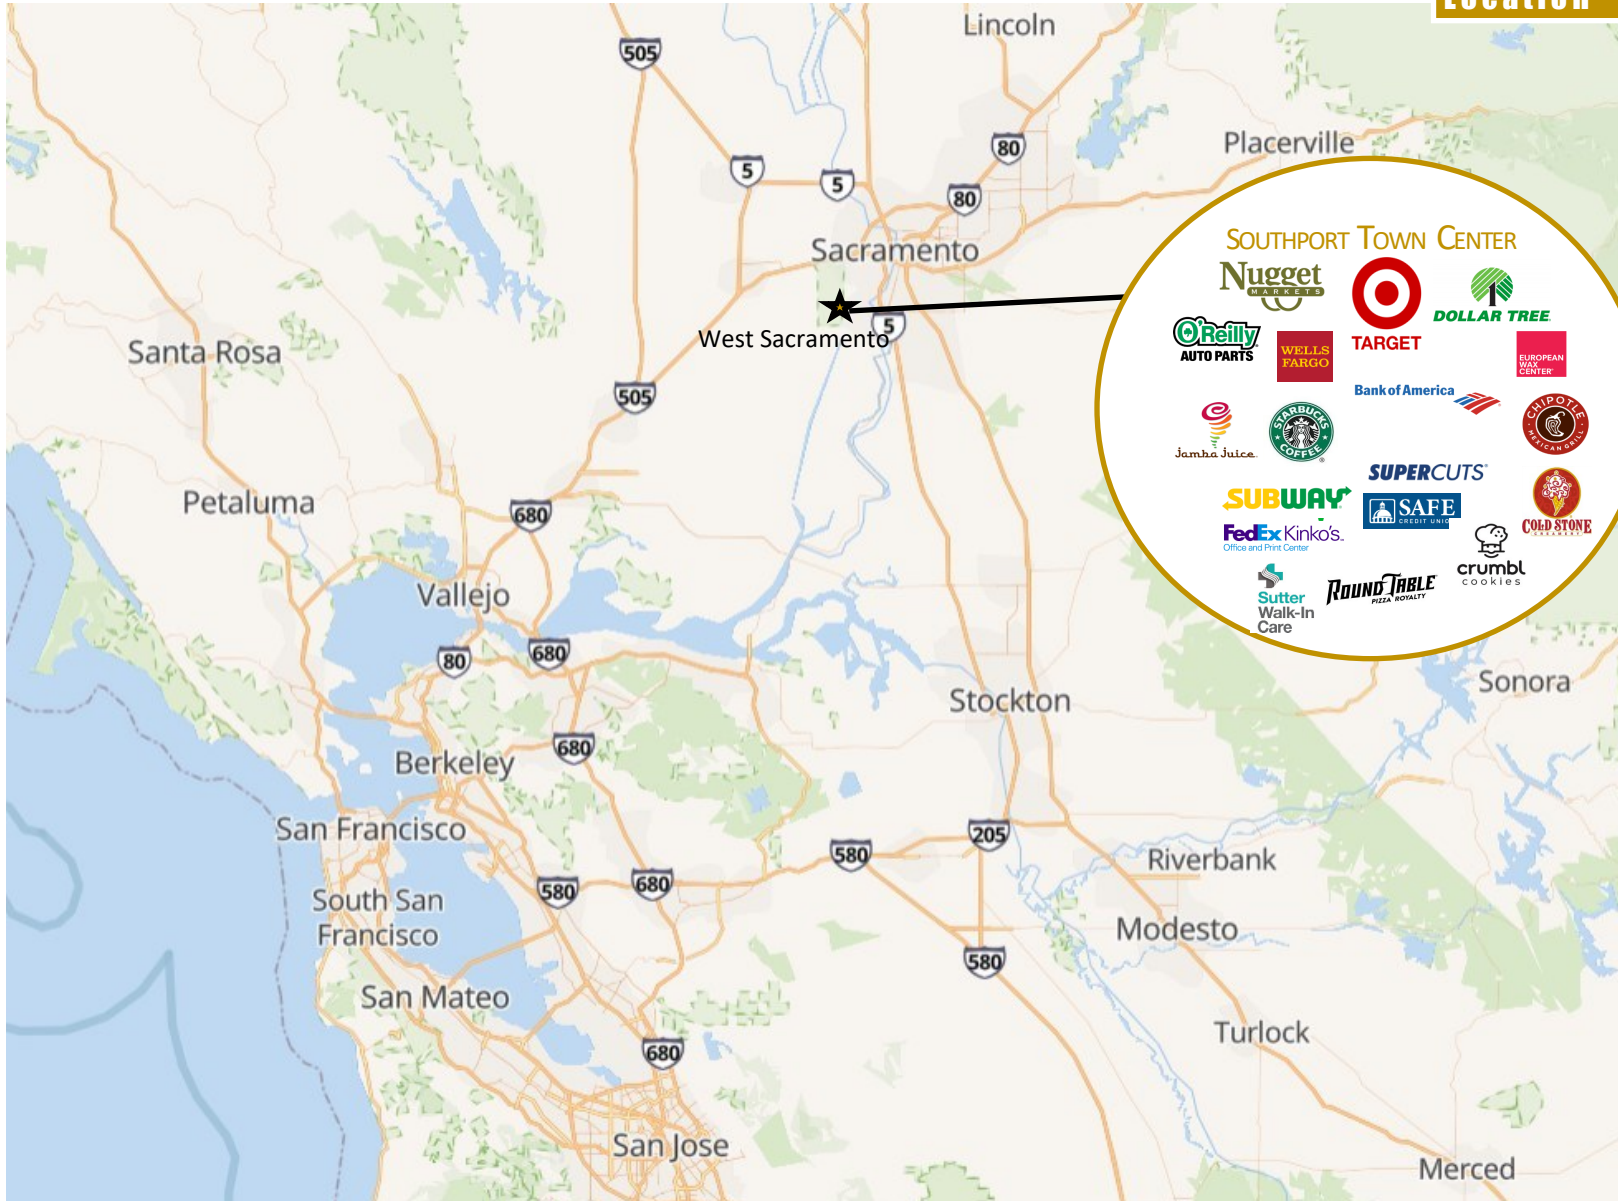 Location
Lincoln
505
80
Placerville
5
5
80
Sacramento
SOUTHPORT TOWN CENTER
Nugget
MARKETS
TARGET
DOLLAR TREE
O'Reilly
AUTO PARTS
WELLS
FARGO
EUROPEAN
WAX
CENTER
West Sacramento
5
Santa Rosa
505
Bank of America
Jamba Juice
STARBUCKS
COFFEE
CHIPOTLE
MEXICAN GRILL
SUPERCUTS
Petaluma
680
SUBWAY
SAFE
CREDIT UNIO
COLD STONE
CREAMERY
FedEx Kinko's
Office and Print Center
crumbl
cookies
Vallejo
Sutter
Walk-In
Care
ROUND TABLE
PIZZA ROYALTY
80
680
Sonora
Stockton
680
Berkeley
San Francisco
205
580
Riverbank
580
680
South San
Francisco
Modesto
580
San Mateo
Turlock
680
San Jose
Merced